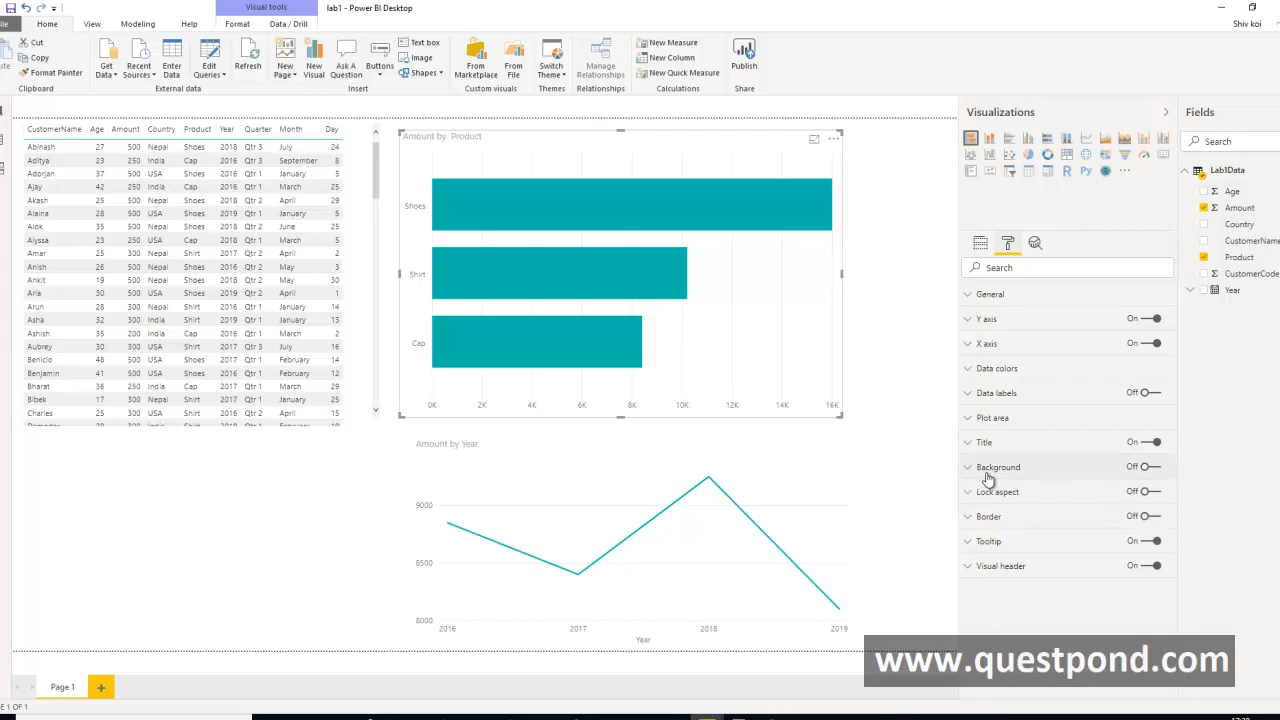 Visual tools
lab1 - Power BI Desktop
Home View Modeling Help Format Data / Drill
Shiv koi
Cut
Copy
Format Painter
Clipboard
Get Data
Recent Sources
Enter Data
Edit Queries
Refresh
External data
New Page
New Visual
Ask A Question
Buttons
Text box
Image
Shapes
Insert
From Marketplace
From File
Custom visuals
Switch Theme
Themes
Manage Relationships
Relationships
New Measure
New Column
New Quick Measure
Calculations
Publish
Share
CustomerName Age Amount Country Product Year Quarter Month Day
Abinash 27 500 Nepal Shoes 2018 Qtr 3 July 24
Aditya 23 250 India Cap 2016 Qtr 3 September 8
Adorjan 37 500 Nepal Shoes 2016 Qtr 1 January 5
Ajay 42 250 India Cap 2016 Qtr 1 March 25
Akash 25 500 Nepal Shoes 2018 Qtr 2 April 29
Alaina 28 500 USA Shoes 2019 Qtr 1 January 5
Alok 35 500 Nepal Shoes 2018 Qtr 2 June 25
Alyssa 23 250 USA Cap 2018 Qtr 1 March 5
Amar 25 300 Nepal Shirt 2017 Qtr 2 March 2
Anish 26 500 Nepal Shoes 2016 Qtr 2 May 3
Ankit 19 500 Nepal Shoes 2018 Qtr 2 May 30
Aria 30 500 USA Shoes 2019 Qtr 2 April 1
Arun 28 300 Nepal Shirt 2016 Qtr 1 January 14
Asha 32 300 India Shirt 2019 Qtr 1 January 13
Ashish 35 200 India Cap 2016 Qtr 1 March 2
Aubrey 30 300 USA Shirt 2017 Qtr 3 July 16
Benicio 48 500 USA Shoes 2017 Qtr 1 February 14
Benjamin 41 500 USA Shoes 2016 Qtr 1 February 12
Bharat 36 250 India Cap 2017 Qtr 1 March 29
Bibek 17 300 Nepal Shirt 2017 Qtr 1 January 25
Charles 25 300 USA Shirt 2016 Qtr 2 April 15
Amount by Product
Shoes
Shirt
Cap
0K 2K 4K 6K 8K 10K 12K 14K 16K
Amount by Year
9000
8500
8000
2016 2017 2018 2019
Year
Visualizations
Search
General
Y axis On
X axis On
Data colors
Data labels Off
Plot area
Title On
Background Off
Lock aspect Off
Border Off
Tooltip On
Visual header On
Fields
Search
Lab1Data
Age
Amount
Country
CustomerName
Product
CustomerCode
Year
www.questpond.com
Page 1
E 1 OF 1